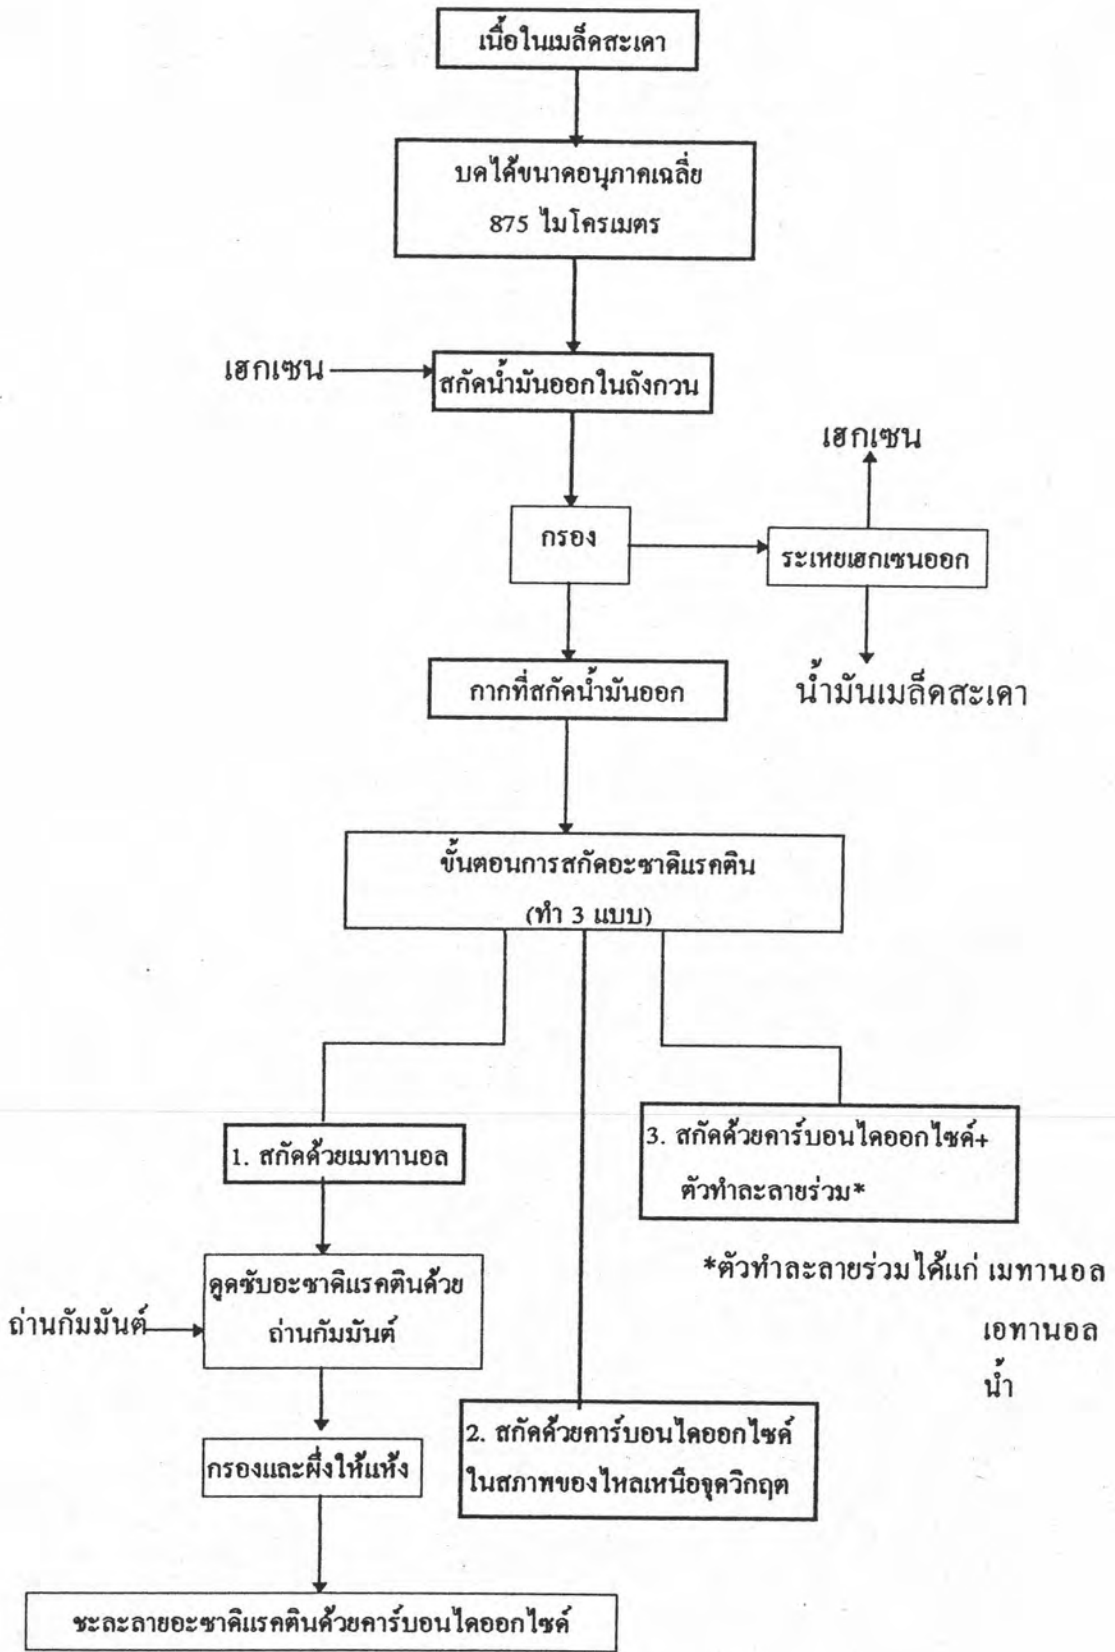 เนื้อในเมล็ดสะเดา
บดได้ขนาดอนุภาคเฉลี่ย
875 ไมโครเมตร
เฮกเซน
สกัดน้ำมันออกในถังกวน
เฮกเซน
กรอง
ระเหยเฮกเซนออก
กากที่สกัดน้ำมันออก
น้ำมันเมล็ดสะเดา
ขั้นตอนการสกัดอะซาดิแรคติน
(ทำ 3 แบบ)
1. สกัดด้วยเมทานอล
3. สกัดด้วยคาร์บอนไดออกไซด์+
ตัวทำละลายร่วม*
*ตัวทำละลายร่วมได้แก่ เมทานอล
เอทานอล
น้ำ
ถ่านกัมมันต์
ดูดซับอะซาดิแรคตินด้วย
ถ่านกัมมันต์
2. สกัดด้วยคาร์บอนไดออกไซด์
ในสภาพของไหลเหนือจุดวิกฤต
กรองและผึ่งให้แห้ง
ชะละลายอะซาดิแรคตินด้วยคาร์บอนไดออกไซด์